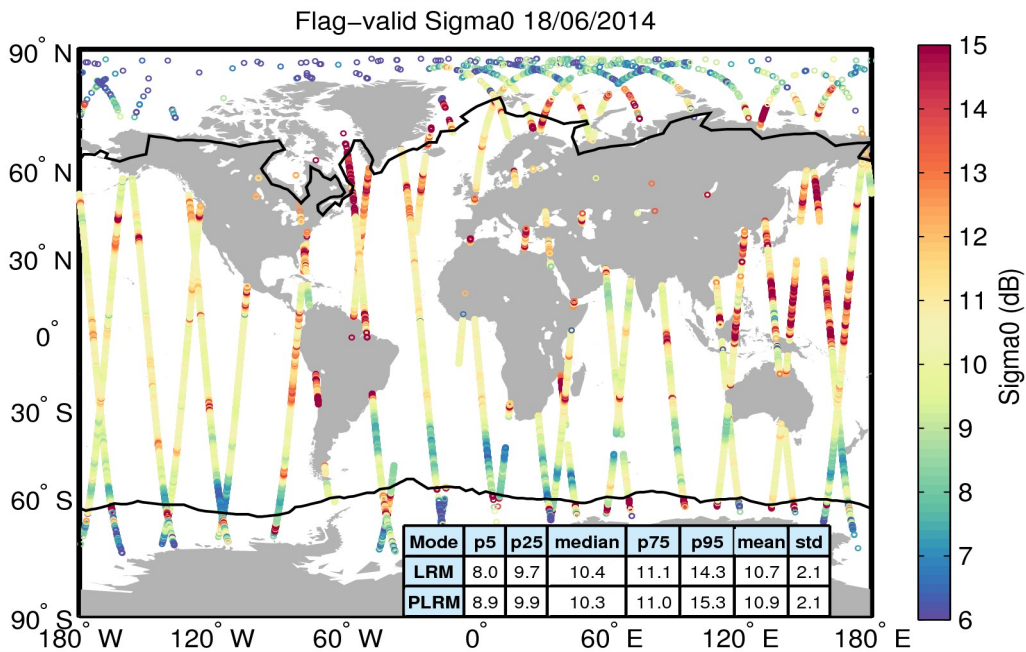 Flag−valid Sigma0 18/06/2014
90° N
60° N
30° N
0°
30° S
60° S
90° S
180° W
120° W
60° W
0°
60° E
120° E
180° E
Mode p5 p25 median p75 p95 mean std
LRM 8.0 9.7 10.4 11.1 14.3 10.7 2.1
PLRM 8.9 9.9 10.3 11.0 15.3 10.9 2.1
15
14
13
12
11
10
9
8
7
6
Sigma0 (dB)